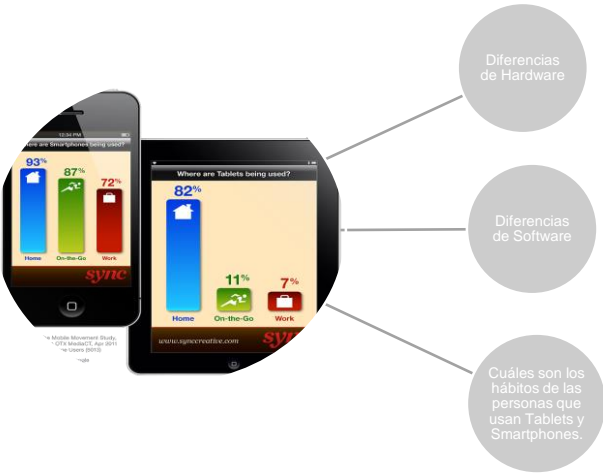 Diferencias
de Hardware
12:34 PM
ere are Smartphones being used?
93%
87%
72%
Home On-the-Go Work
sync
Where are Tablets being used?
82%
11%
7%
Home On-the-Go Work
www.synccreative.com
Diferencias
de Software
Mobile Movement Study,
OTX MediaCT, Apr 2011
Users (5013)
Cuáles son los
hábitos de las
personas que
usan Tablets y
Smartphones.